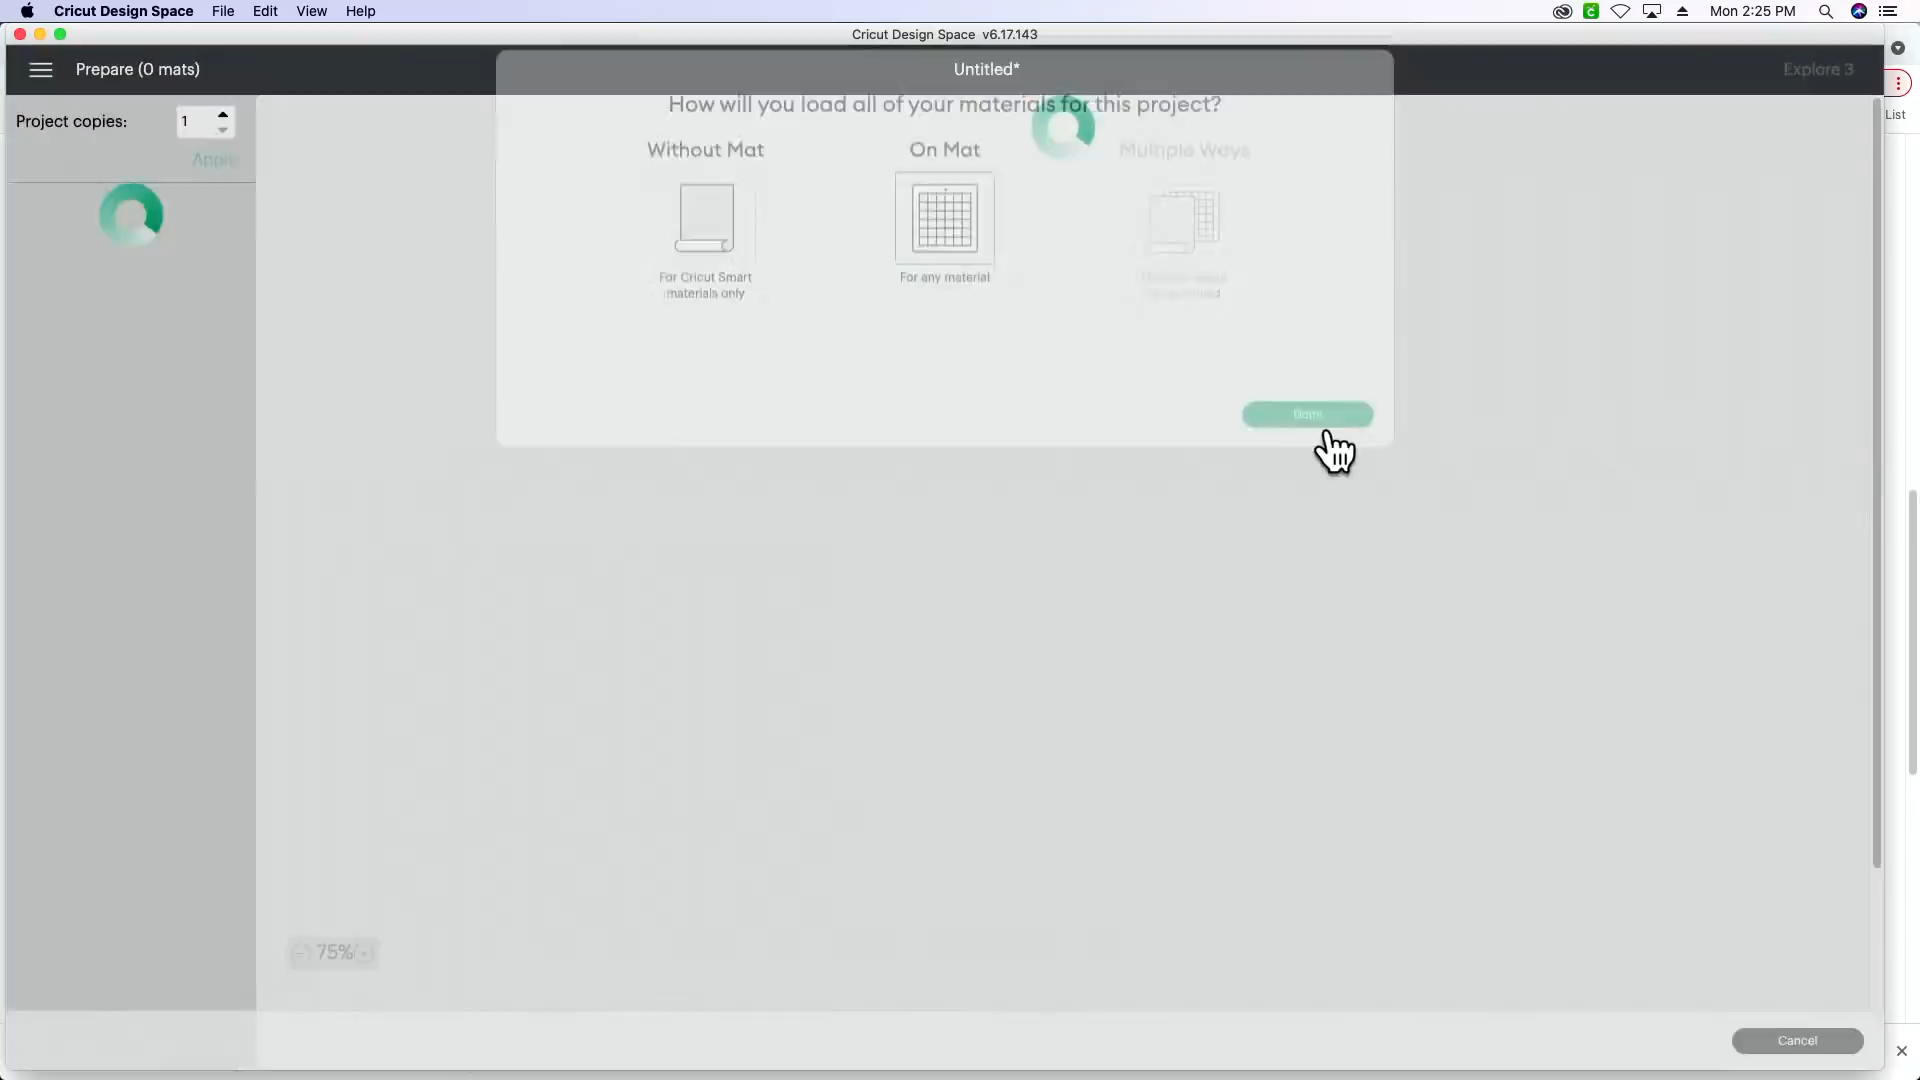 Cricut Design Space File Edit View Help Mon 2:25 PM
Cricut Design Space v6.17.143
Prepare (0 mats) Untitled* Explore 3
List
How will you load all of your materials for this project?
Project copies: 1
Apply
Without Mat On Mat Multiple Ways
For Cricut Smart
materials only
For any material
75%
Cancel